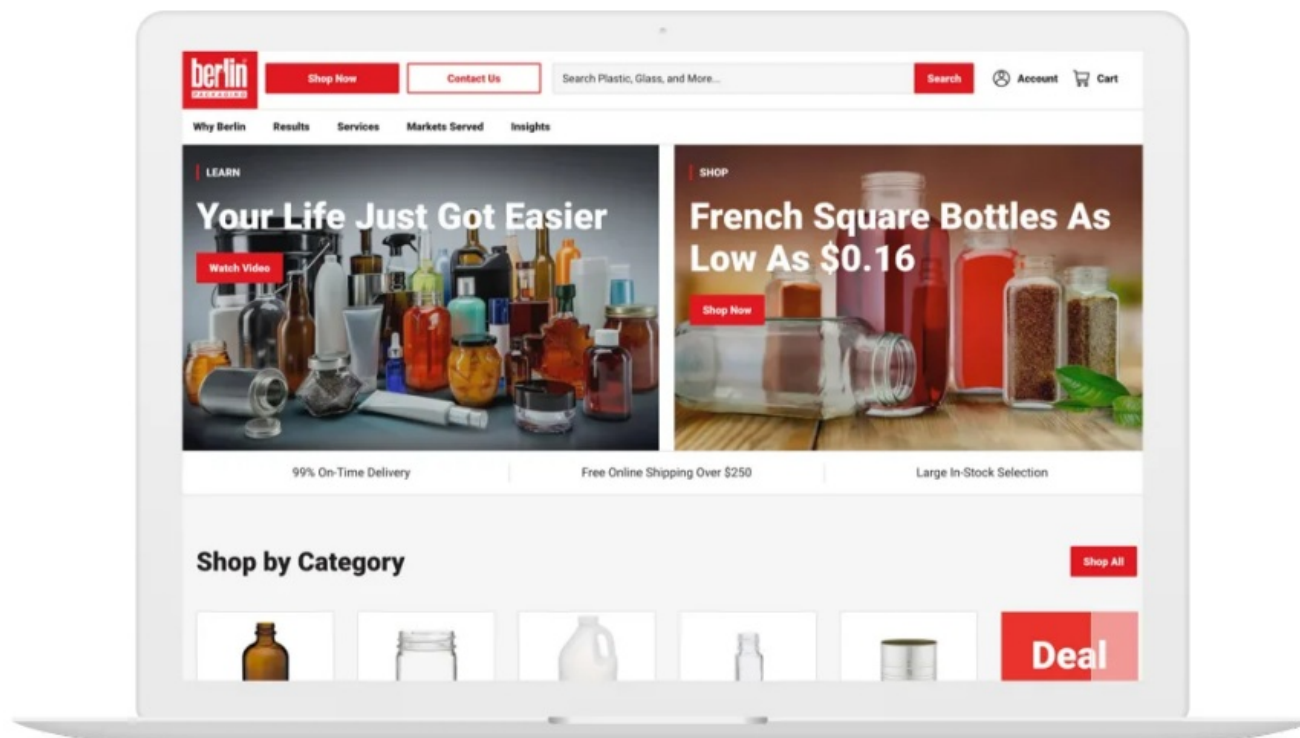 berlin
PACKAGING
Shop Now
Contact Us
Search Plastic, Glass, and More...
Search
Account
Cart
Why Berlin
Results
Services
Markets Served
Insights
LEARN
Your Life Just Got Easier
Watch Video
SHOP
French Square Bottles As
Low As $0.16
Shop Now
99% On-Time Delivery
Free Online Shipping Over $250
Large In-Stock Selection
Shop by Category
Shop All
Deal